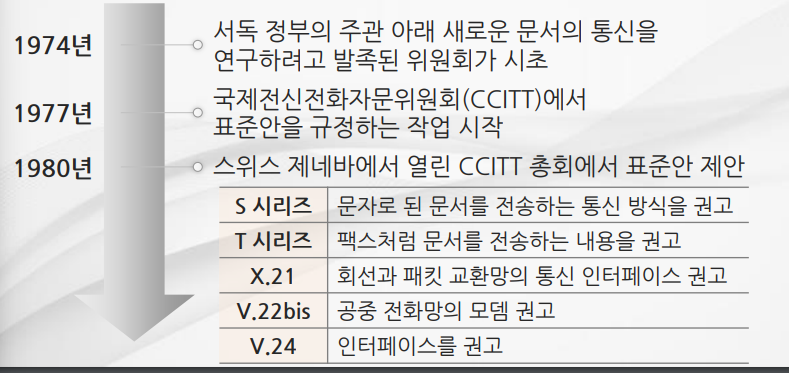 1974년
서독 정부의 주관 아래 새로운 문서의 통신을
연구하려고 발족된 위원회가 시초
1977년
국제전신전화자문위원회(CCITT)에서
표준안을 규정하는 작업 시작
1980년
스위스 제네바에서 열린 CCITT 총회에서 표준안 제안
S 시리즈 문자로 된 문서를 전송하는 통신 방식을 권고
T 시리즈 팩스처럼 문서를 전송하는 내용을 권고
X.21 회선과 패킷 교환망의 통신 인터페이스 권고
V.22bis 공중 전화망의 모뎀 권고
V.24 인터페이스를 권고